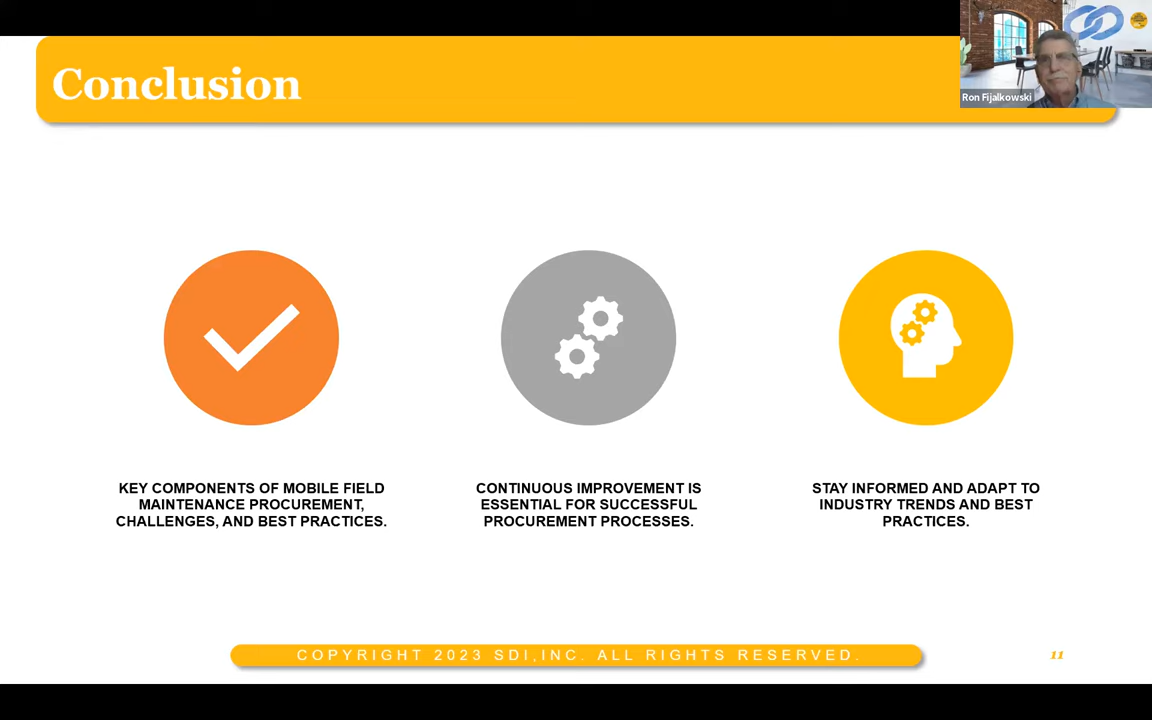 Conclusion
Ron Fijalkowski
KEY COMPONENTS OF MOBILE FIELD
MAINTENANCE PROCUREMENT,
CHALLENGES, AND BEST PRACTICES.
CONTINUOUS IMPROVEMENT IS
ESSENTIAL FOR SUCCESSFUL
PROCUREMENT PROCESSES.
STAY INFORMED AND ADAPT TO
INDUSTRY TRENDS AND BEST
PRACTICES.
COPYRIGHT 2023 SDI,INC. ALL RIGHTS RESERVED.
11